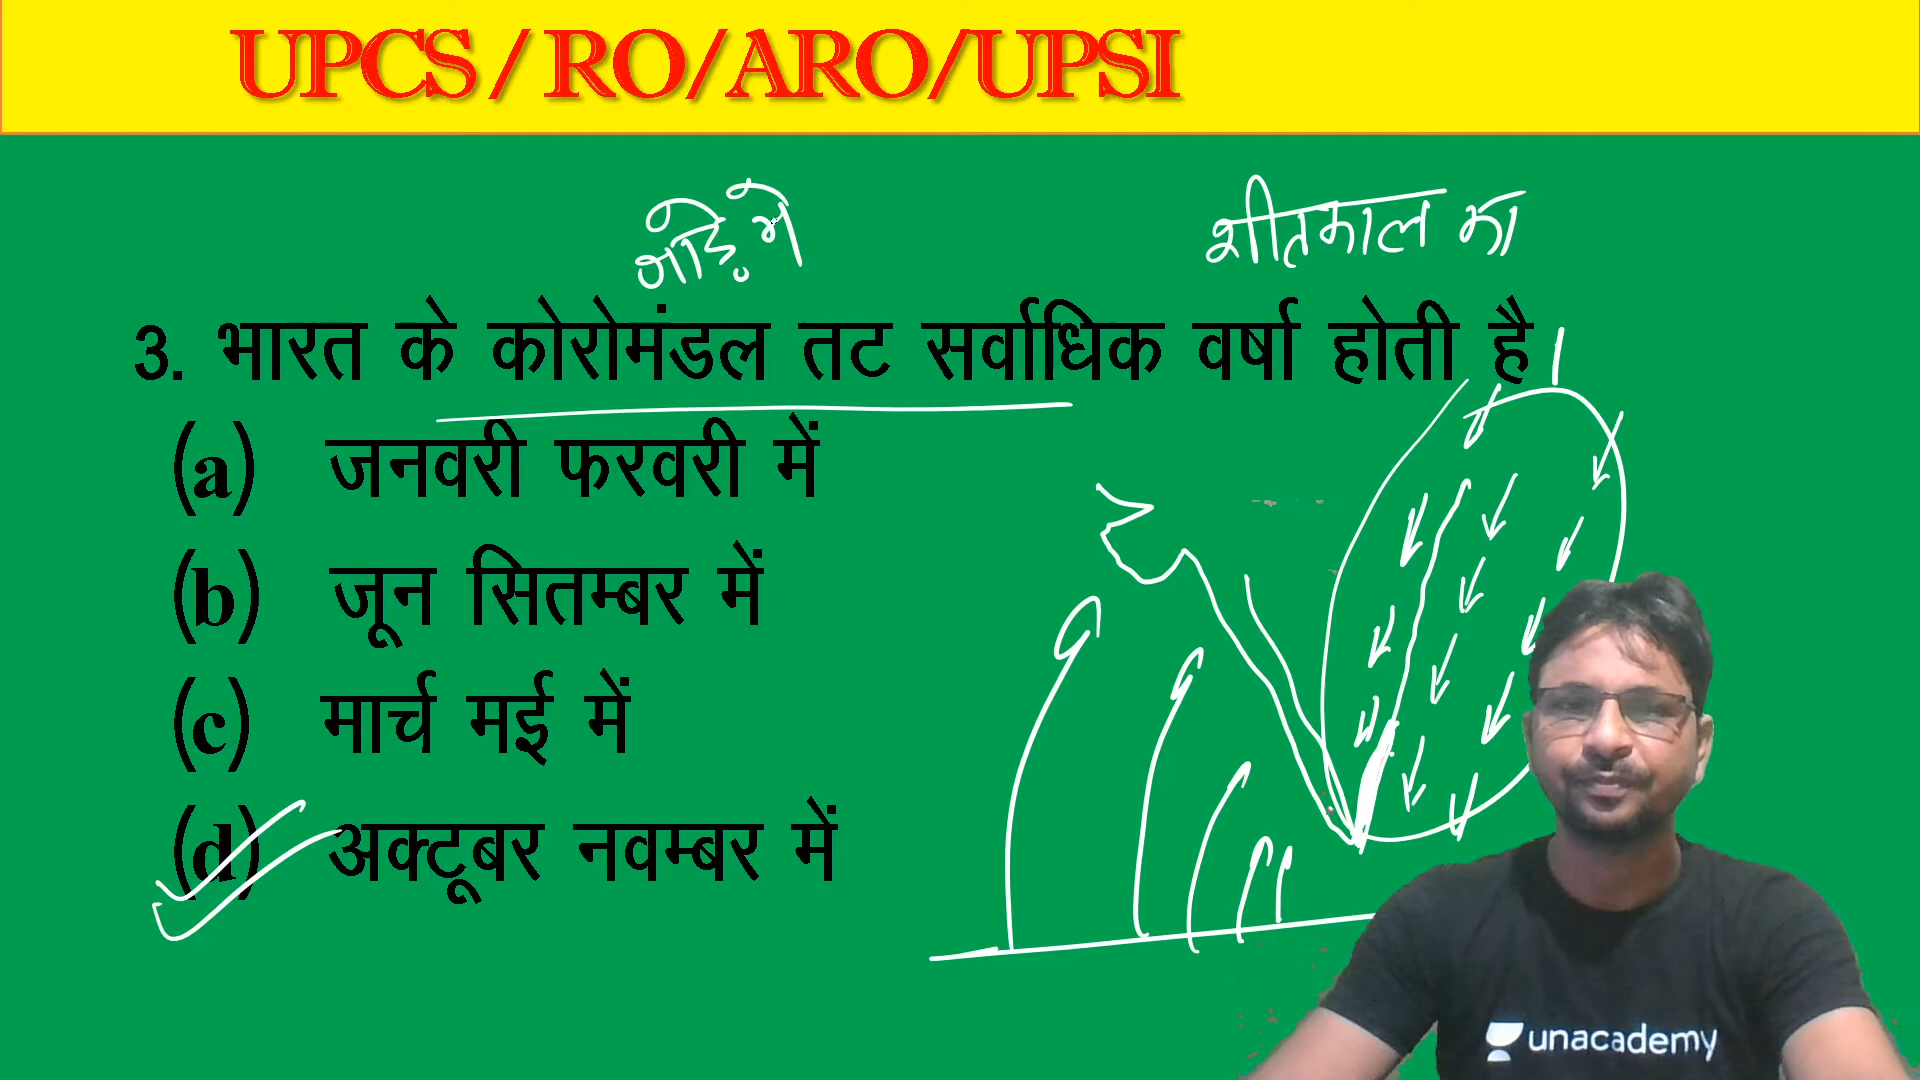 UPCS / RO/ARO/UPSI
जाड़े में शीतकाल का
3. भारत के कोरोमंडल तट सर्वाधिक वर्षा होती है
(a) जनवरी फरवरी में
(b) जून सितम्बर में
(c) मार्च मई में
(d) अक्टूबर नवम्बर में
unacademy